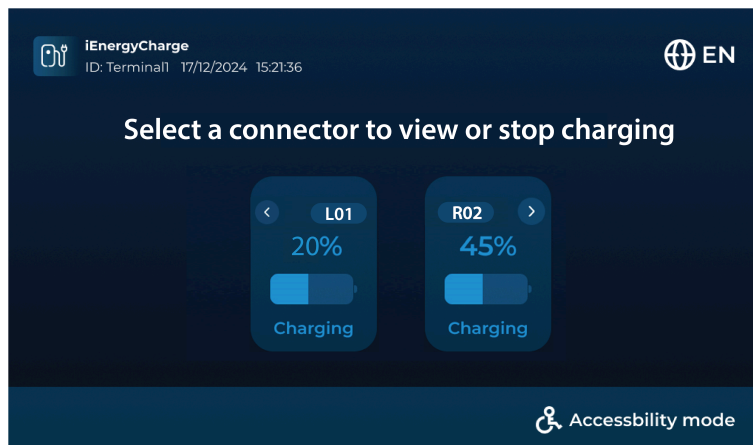 iEnergyCharge
ID: Terminal1 17/12/2024 15:21:36
EN
Select a connector to view or stop charging
L01
20%
Charging
R02
45%
Charging
Accessbility mode